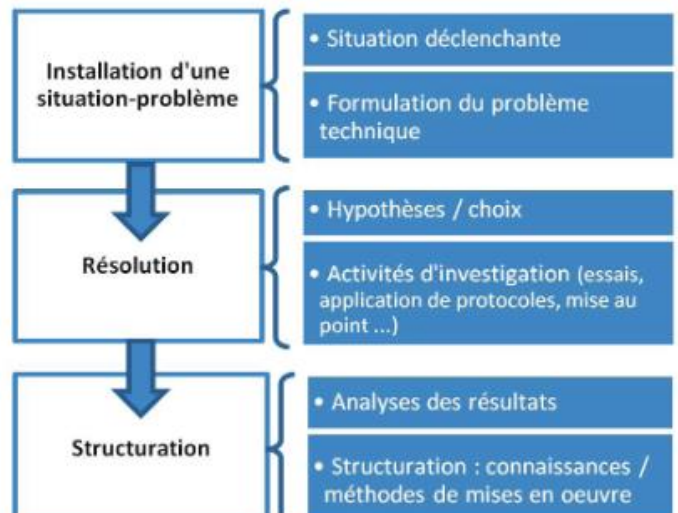 Installation d'une
situation-problème
• Situation déclenchante
• Formulation du problème
technique
Résolution
• Hypothèses / choix
• Activités d'investigation (essais,
application de protocoles, mise au
point ...)
Structuration
• Analyses des résultats
• Structuration : connaissances /
méthodes de mises en oeuvre